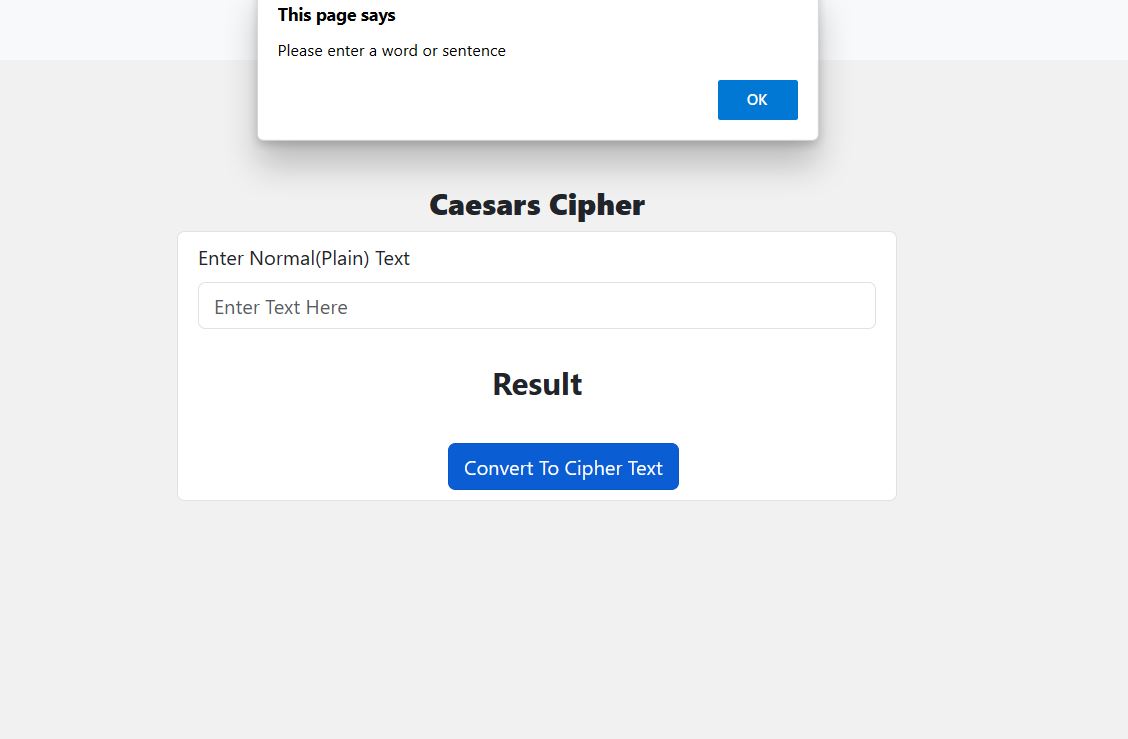 This page says
Please enter a word or sentence
OK
Caesars Cipher
Enter Normal(Plain) Text
Enter Text Here
Result
Convert To Cipher Text